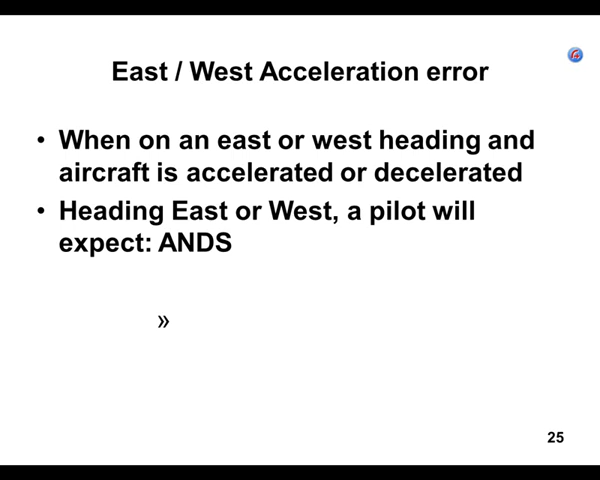 East / West Acceleration error
• When on an east or west heading and
aircraft is accelerated or decelerated
• Heading East or West, a pilot will
expect: ANDS
»
25